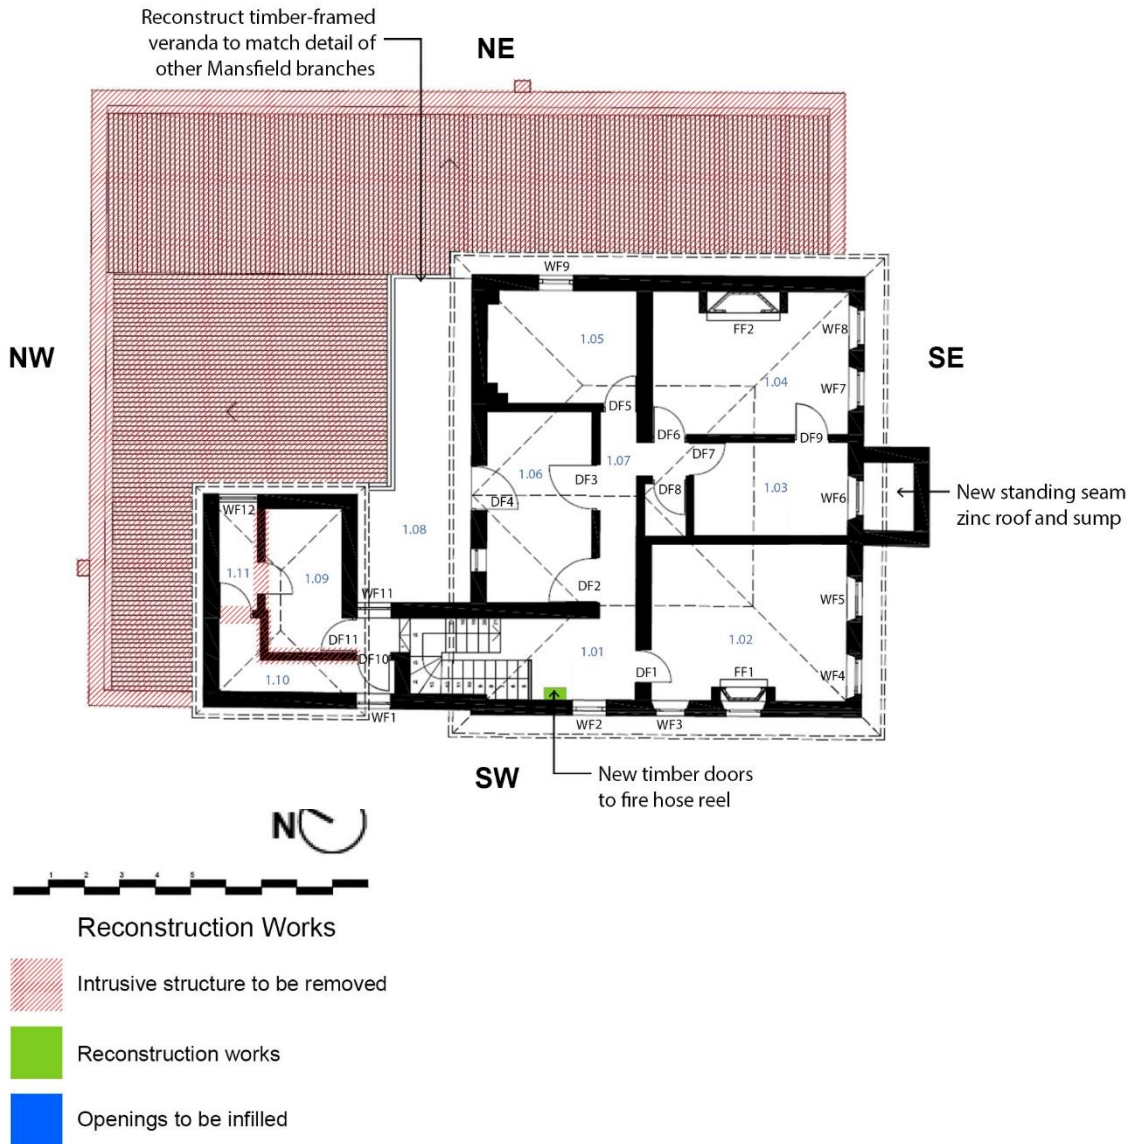 Reconstruct timber-framed
veranda to match detail of
other Mansfield branches
NE
NW
WF9
1.05
FF2
WF8
SE
1.04
WF7
DF5
DF6
DF9
1.06
1.07
DF7
DF3
DF4
DF8
1.03
WF6
New standing seam
zinc roof and sump
WF12
1.08
1.11
1.09
DF2
WF5
WF11
DF11
1.01
1.02
DF10
DF1
FF1
WF4
1.10
WF1
WF2
WF3
SW
New timber doors
to fire hose reel
N
1 2 3 4 5
Reconstruction Works
Intrusive structure to be removed
Reconstruction works
Openings to be infilled